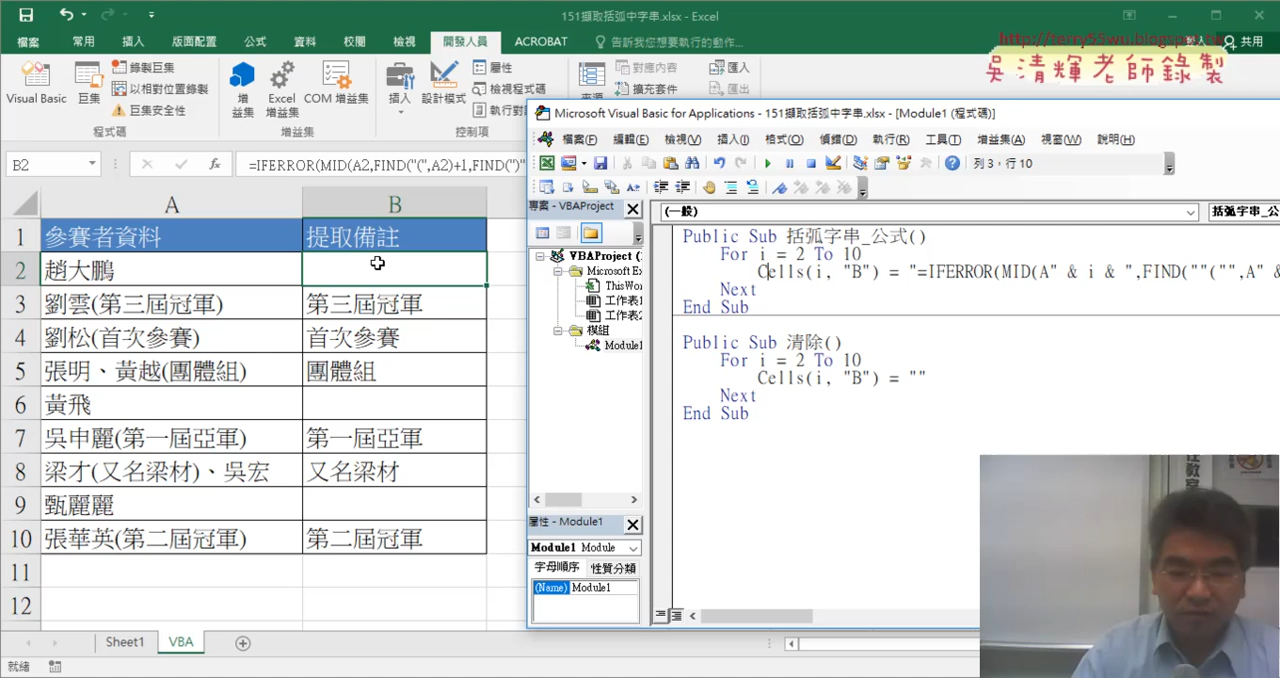 151擷取括弧中字串.xlsx - Excel
http://terry55wu.blogspot.tw
吳清輝老師錄製
檔案 常用 插入 版面配置 公式 資料 校閱 檢視 開發人員 ACROBAT 告訴我您想要執行的動作... 共用
Visual Basic 巨集 錄製巨集 以相對位置錄製 巨集安全性 增益集 Excel 增益集 COM 增益集 插入 設計模式 屬性 檢視程式碼 對應內容 擴充套件 匯入 匯出
程式碼 增益集 控制項
B2 =IFERROR(MID(A2,FIND("(",A2)+1,FIND(")"
Microsoft Visual Basic for Applications - 151擷取括弧中字串.xlsx - [Module1 (程式碼)]
檔案(F) 編輯(E) 檢視(V) 插入(I) 格式(O) 偵錯(D) 執行(R) 工具(T) 增益集(A) 視窗(W) 說明(H)
列 3，行 10
專案 - VBAProject
VBAProject (
Microsoft Ex
ThisWor
工作表1
工作表2
模組
Module1
屬性 - Module1
Module1 Module
字母順序 性質分類
(Name) Module1
(一般) 括弧字串_公
Public Sub 括弧字串_公式()
For i = 2 To 10
Cells(i, "B") = "=IFERROR(MID(A" & i & ",FIND(""("",A" &
Next
End Sub
Public Sub 清除()
For i = 2 To 10
Cells(i, "B") = ""
Next
End Sub
A B
1 參賽者資料 提取備註
2 趙大鵬
3 劉雲(第三屆冠軍) 第三屆冠軍
4 劉松(首次參賽) 首次參賽
5 張明、黃越(團體組) 團體組
6 黃飛
7 吳申麗(第一屆亞軍) 第一屆亞軍
8 梁才(又名梁材)、吳宏 又名梁材
9 甄麗麗
10 張華英(第二屆冠軍) 第二屆冠軍
11
12
Sheet1 VBA
就緒